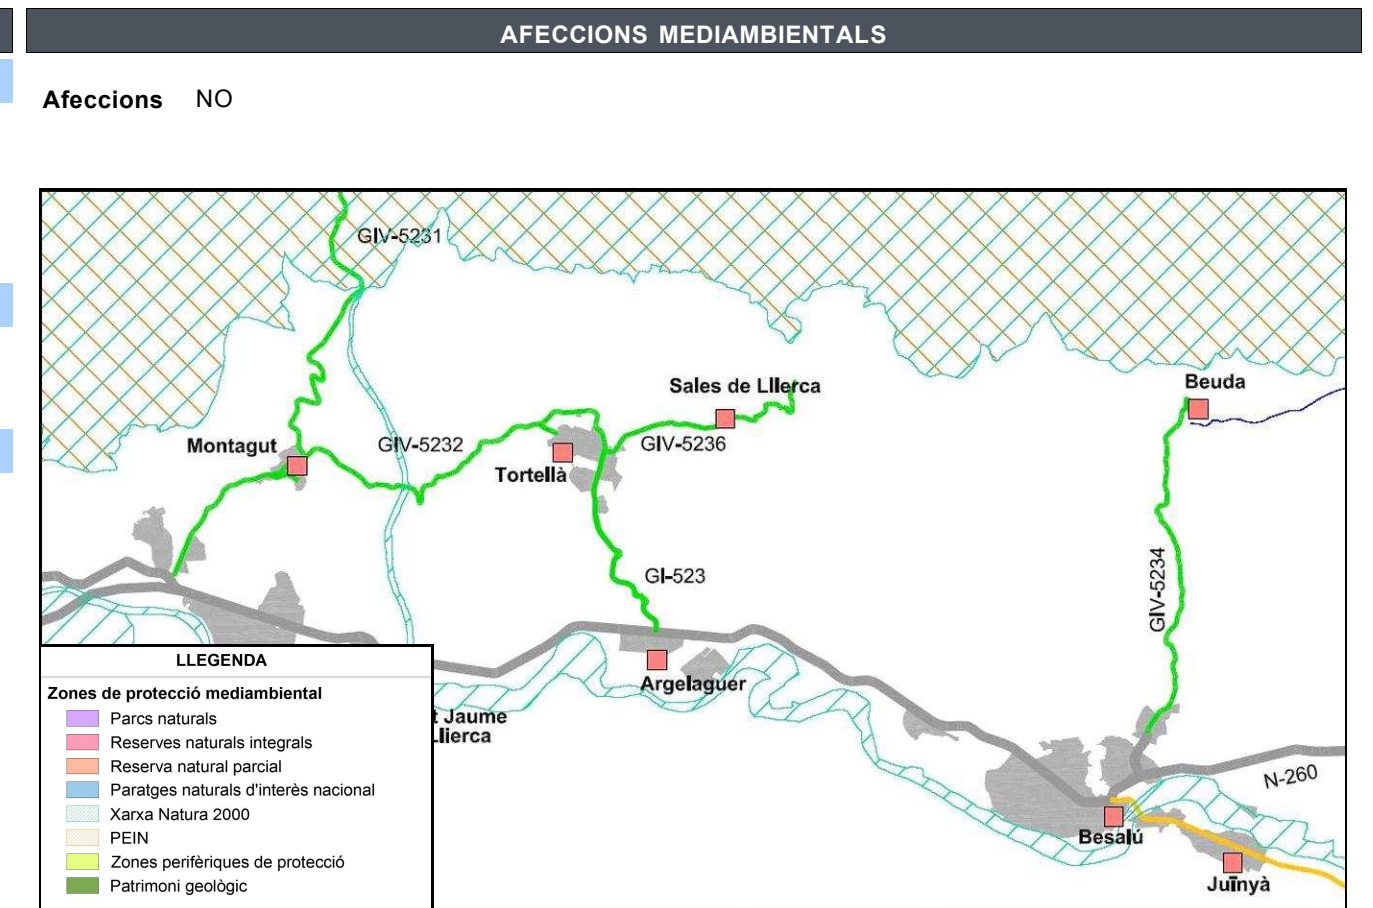 AFECCIONS MEDIAMBIENTALS
Afeccions NO
GIV-5231
Sales de Llierca
Beuda
Montagut
GIV-5232
GIV-5236
Tortellà
GI-523
GIV-5234
Argelaguer
t Jaume
Llierca
N-260
Besalú
Juïnyà
LLEGENDA
Zones de protecció mediambiental
Parcs naturals
Reserves naturals integrals
Reserva natural parcial
Paratges naturals d'interès nacional
Xarxa Natura 2000
PEIN
Zones perifèriques de protecció
Patrimoni geològic